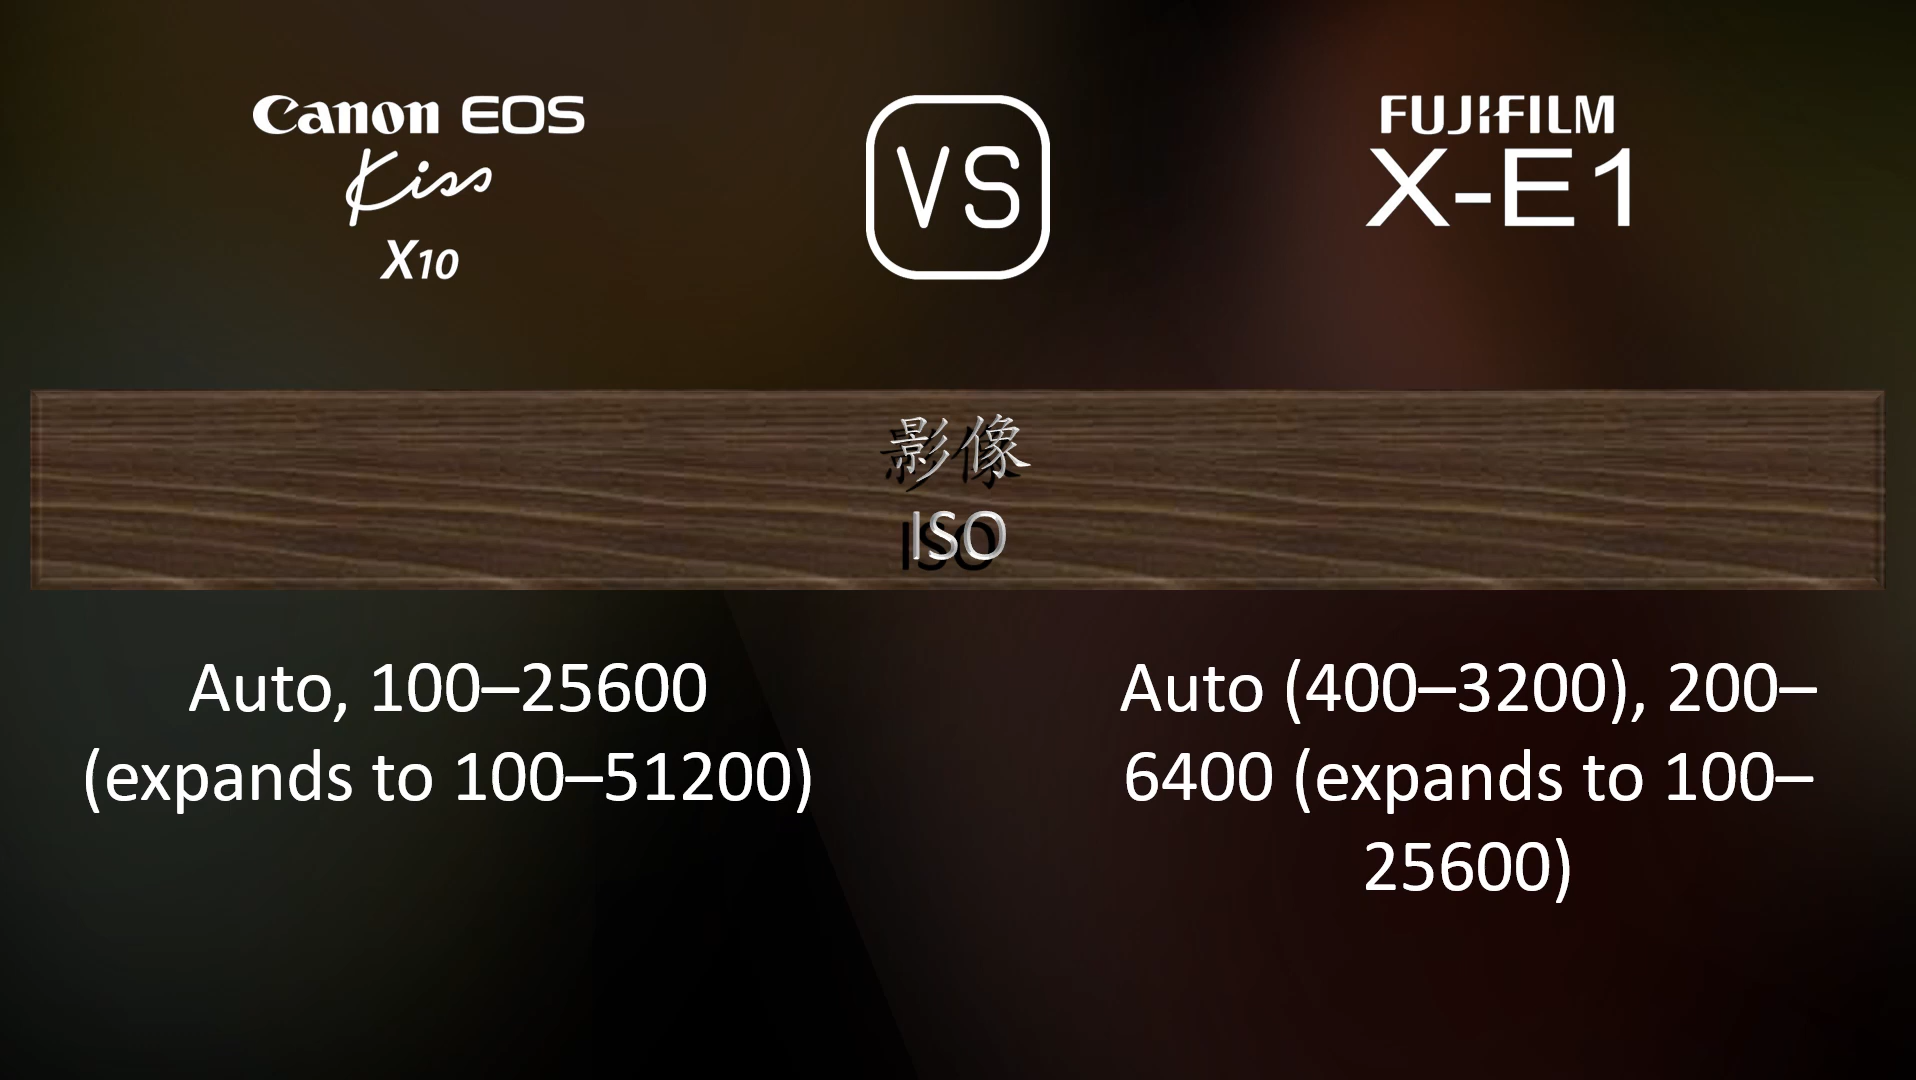 Canon EOS
Kiss
X10
VS
FUJIFILM
X-E1
影像
ISO
Auto, 100–25600
(expands to 100–51200)
Auto (400–3200), 200–
6400 (expands to 100–
25600)